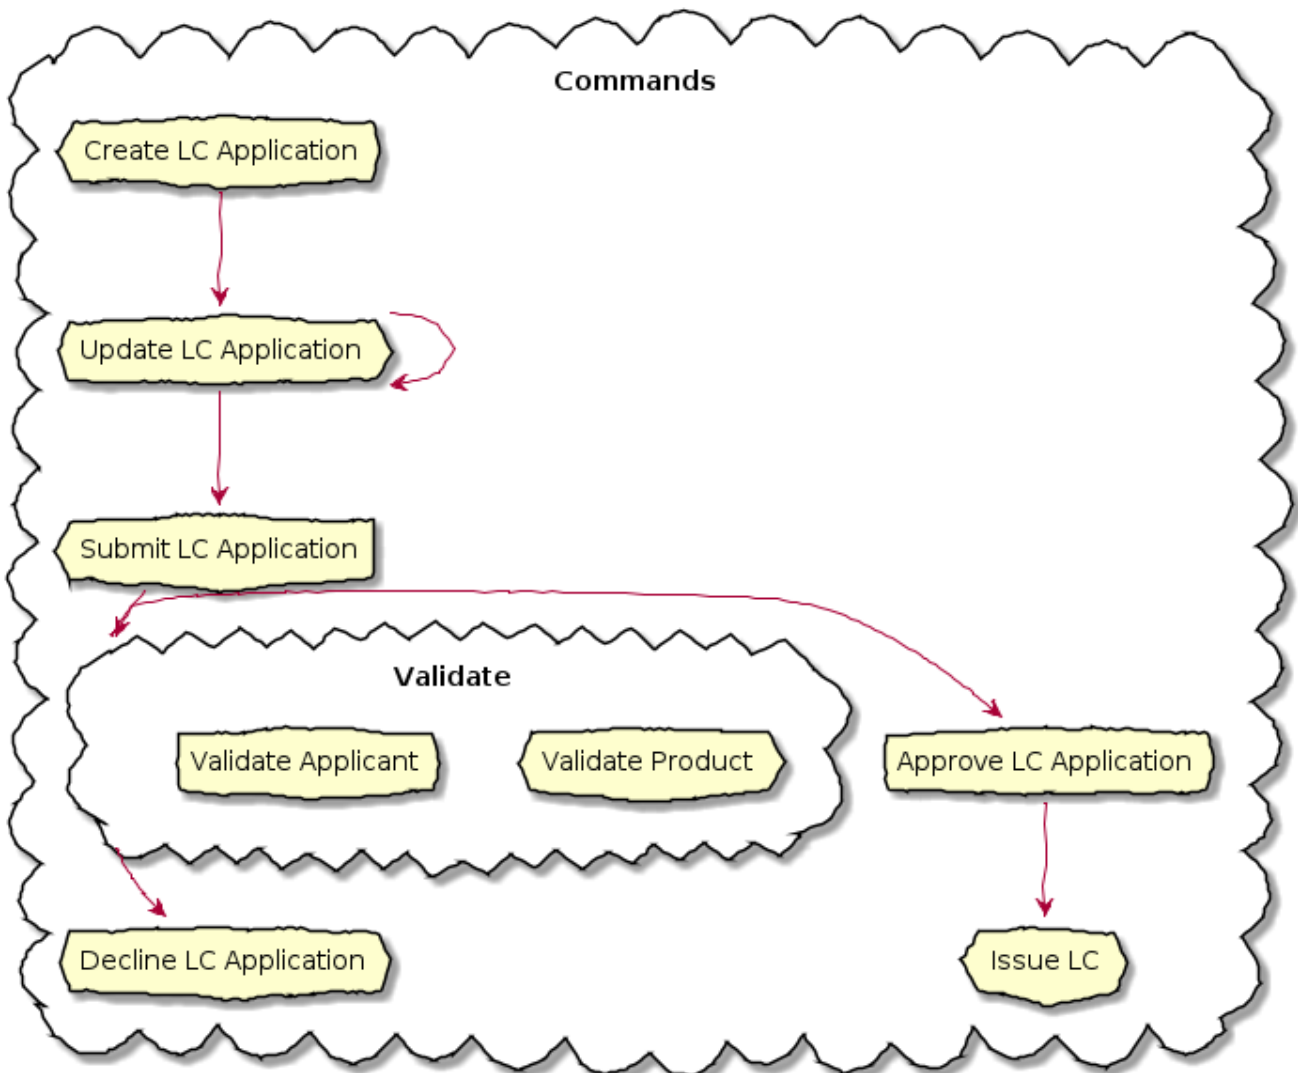 Commands
Create LC Application
Update LC Application
Submit LC Application
Validate
Validate Applicant
Validate Product
Approve LC Application
Decline LC Application
Issue LC